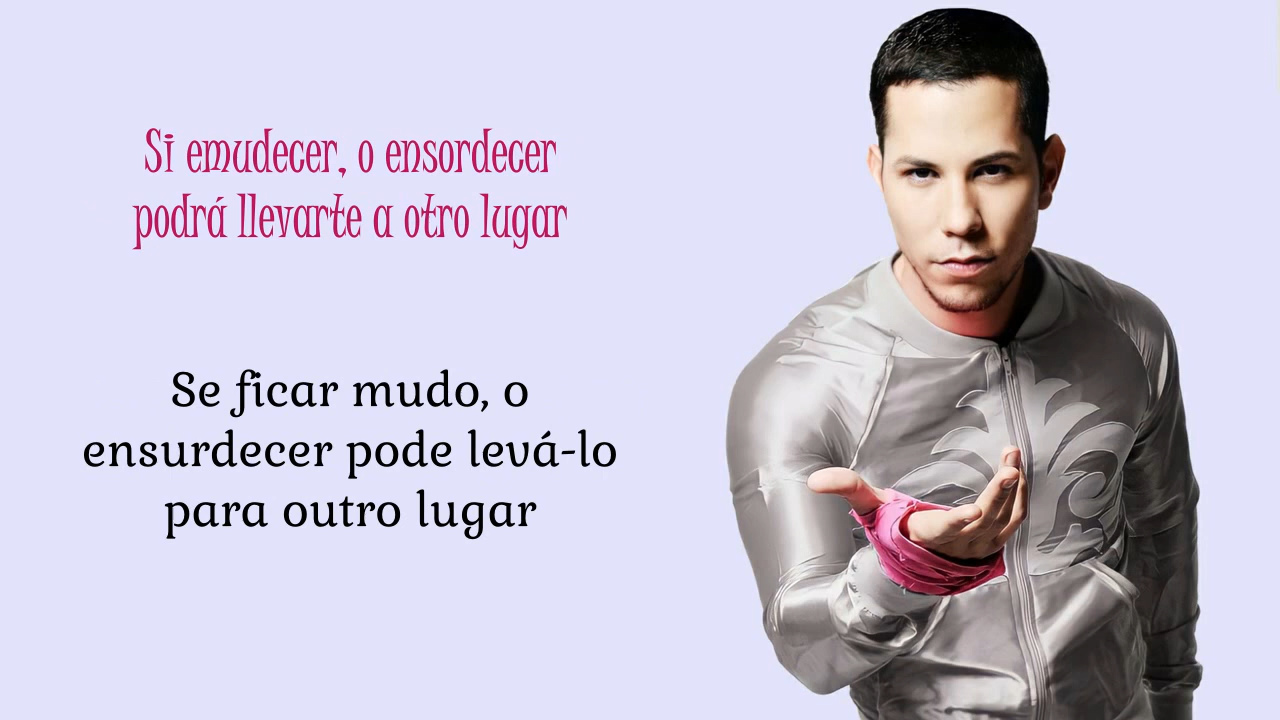 Si emudecer, o ensordecer
podrá llevarte a otro lugar
Se ficar mudo, o
ensurdecer pode levá-lo
para outro lugar